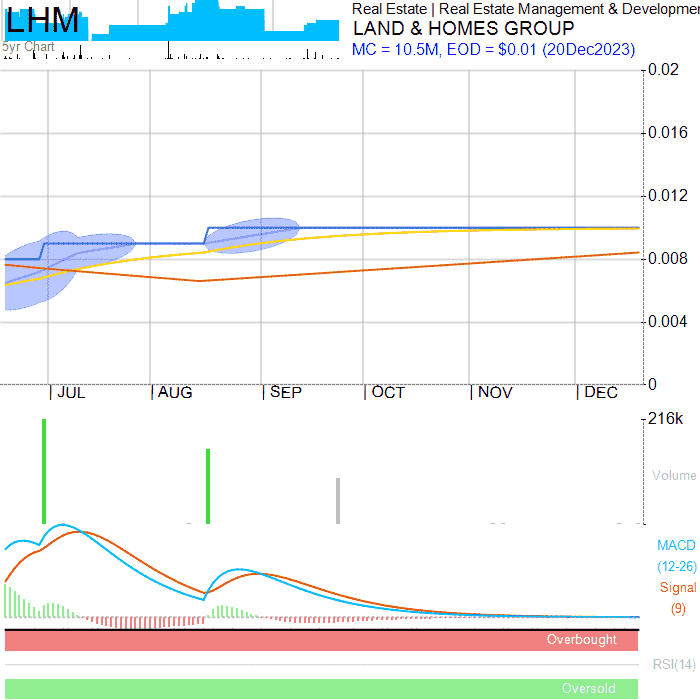 LHM
5yr Chart
Real Estate | Real Estate Management & Developmen
LAND & HOMES GROUP
MC = 10.5M, EOD = $0.01 (20Dec2023)
0.02
0.016
0.012
0.008
0.004
0
JUL AUG SEP OCT NOV DEC
216k
Volume
MACD
(12-26)
Signal
(9)
Overbought
RSI(14)
Oversold